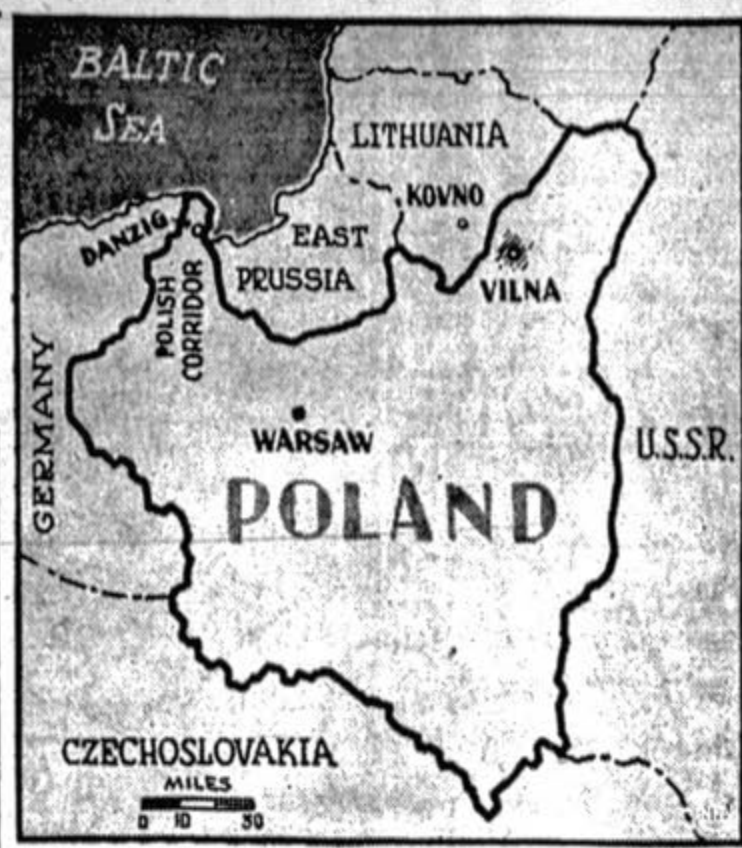 BALTIC
SEA
LITHUANIA
KOVNO
DANZIG
EAST
PRUSSIA
VILNA
POLISH
CORRIDOR
GERMANY
WARSAW
U.S.S.R.
POLAND
CZECHOSLOVAKIA
MILES
0 10 30